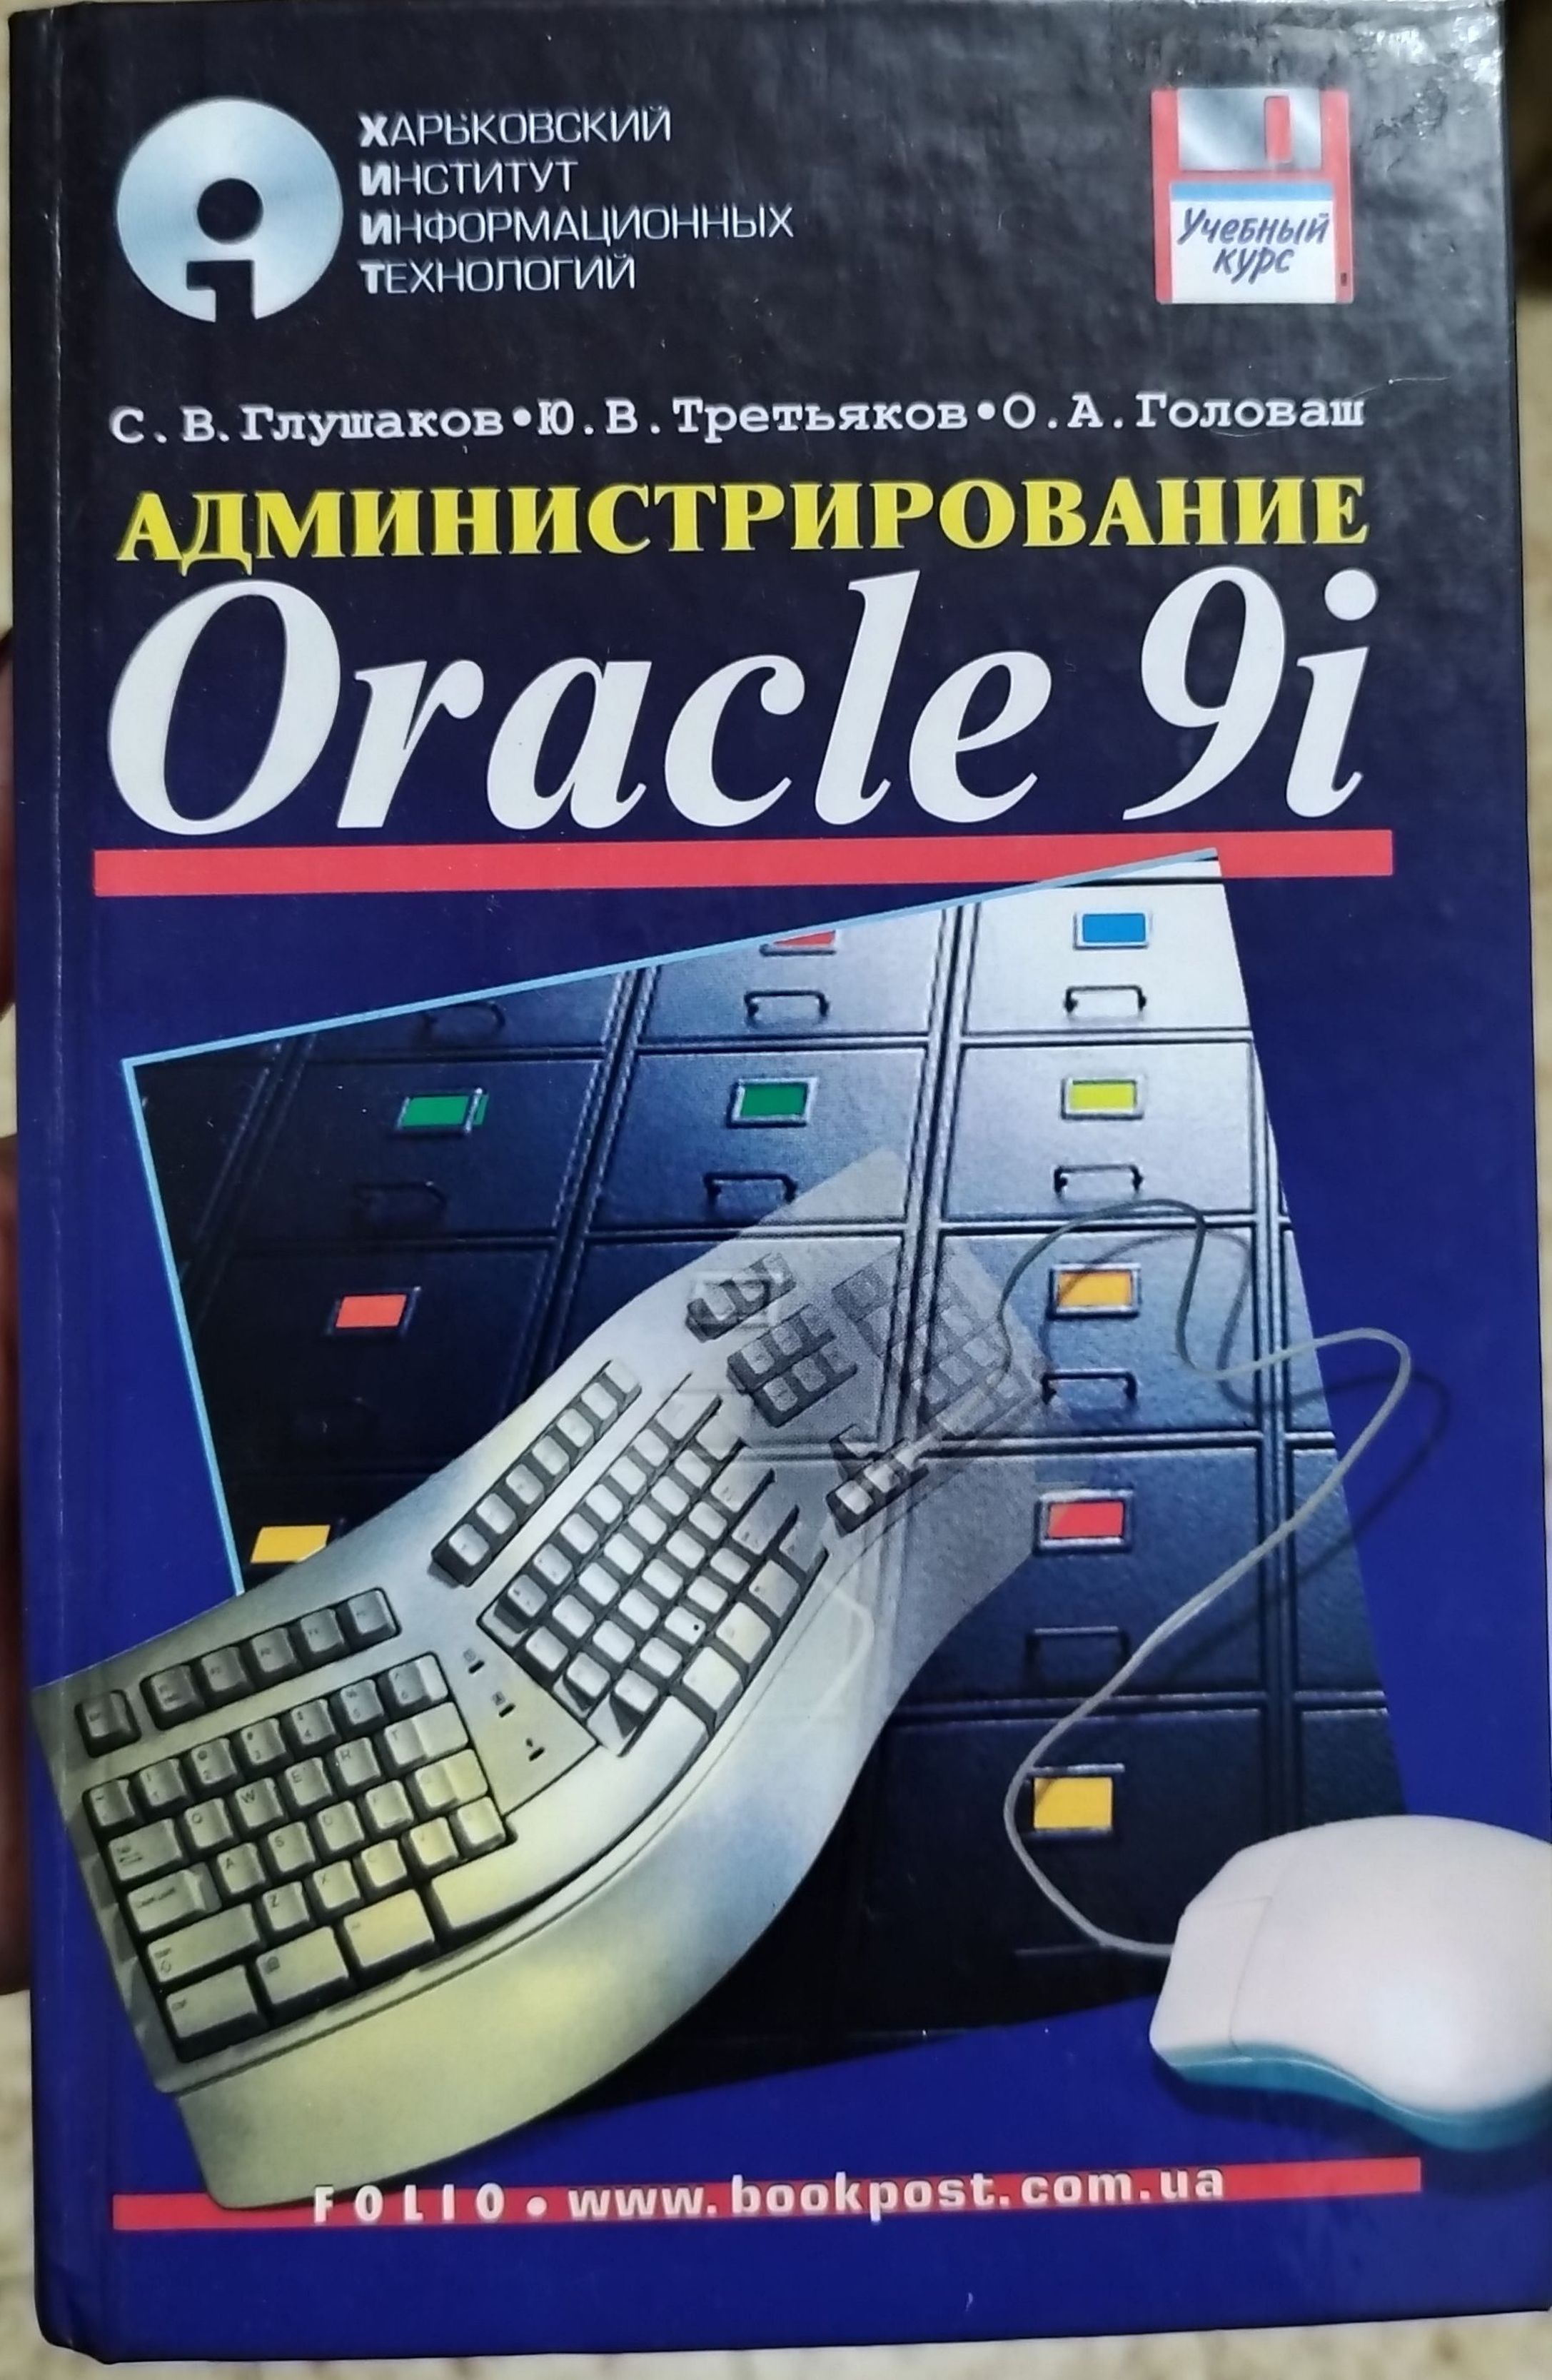 ХАРЬКОВСКИЙ
ИНСТИТУТ
ИНФОРМАЦИОННЫХ
ТЕХНОЛОГИЙ
Учебный
курс
С.В.Глушаков•Ю.В.Третьяков•О.А.Головаш
АДМИНИСТРИРОВАНИЕ
Oracle 9i
FOLIO • www.bookpost.com.ua